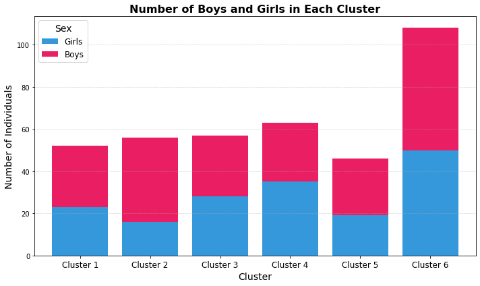 Number of Boys and Girls in Each Cluster
Sex
Girls
Boys
Number of Individuals
100
80
60
40
20
0
Cluster 1 Cluster 2 Cluster 3 Cluster 4 Cluster 5 Cluster 6
Cluster